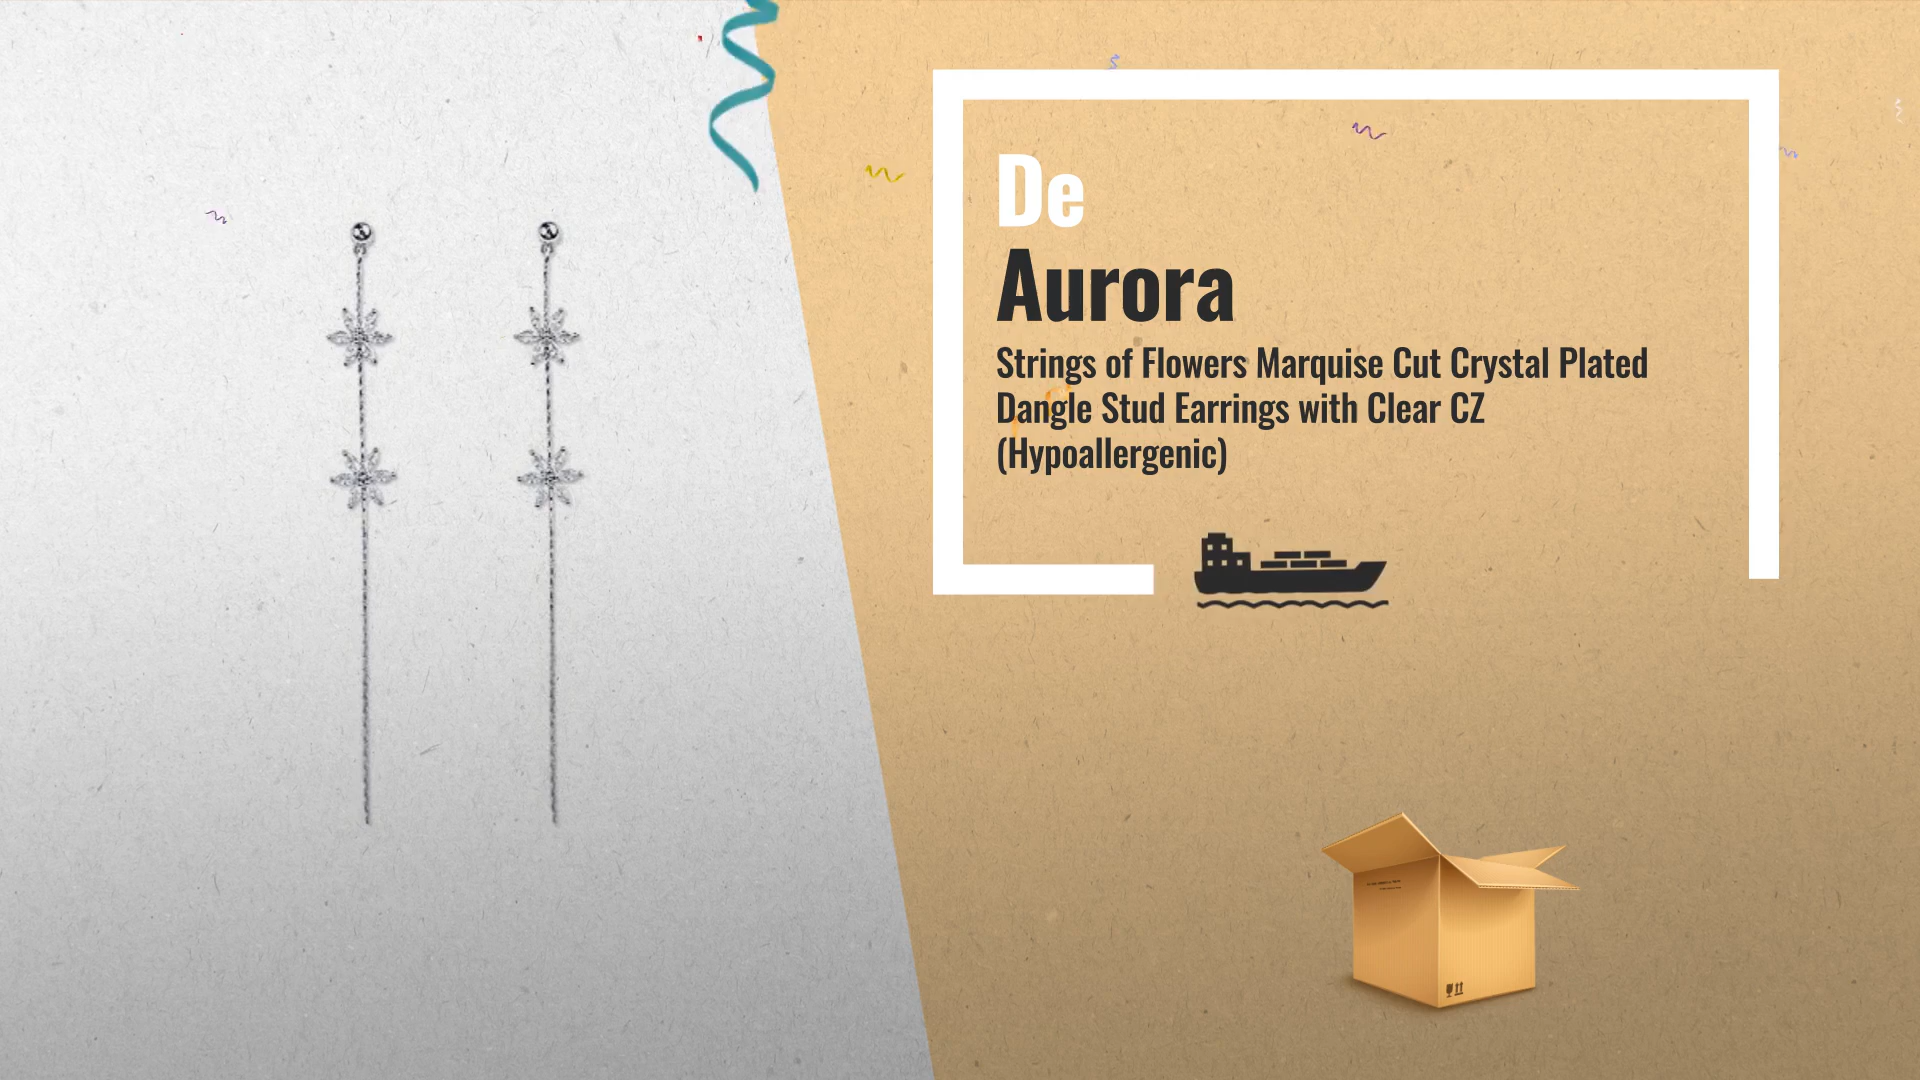 De
Aurora
Strings of Flowers Marquise Cut Crystal Plated
Dangle Stud Earrings with Clear CZ
(Hypoallergenic)